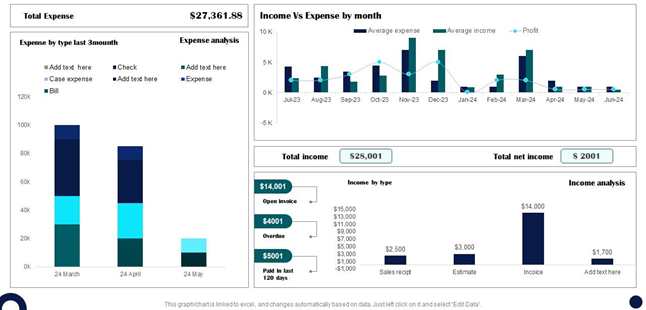 Total Expense
$27,361.88
Expense by type last 3mounth
Expense analysis
Add text here
Check
Add text here
Case expense
Add text here
Expense
Bill
120k
100k
80k
60k
40k
20k
0k
24 March
24 April
24 May
Income Vs Expense by month
Average expense
Average income
Profit
10 K
5 K
0 K
-5 K
Jul-23
Aug-23
Sep-23
Oct-23
Nov-23
Dec-23
Jan-24
Feb-24
Mar-24
Apr-24
May-24
Jun-24
Total income
$28,001
Total net income
$ 2001
$14,001
Open invoice
$4001
Overdue
$5001
Paid in last
120 days
Income by type
Income analysis
$15,000
$13,000
$11,000
$9,000
$7,000
$5,000
$3,000
$1,000
-$1,000
$2,500
$3,000
$14,000
$1,700
Sales recipt
Estimate
Incoice
Add text here
This graph/chart is linked to excel, and changes automatically based on data. Just left click on it and select "Edit Data".